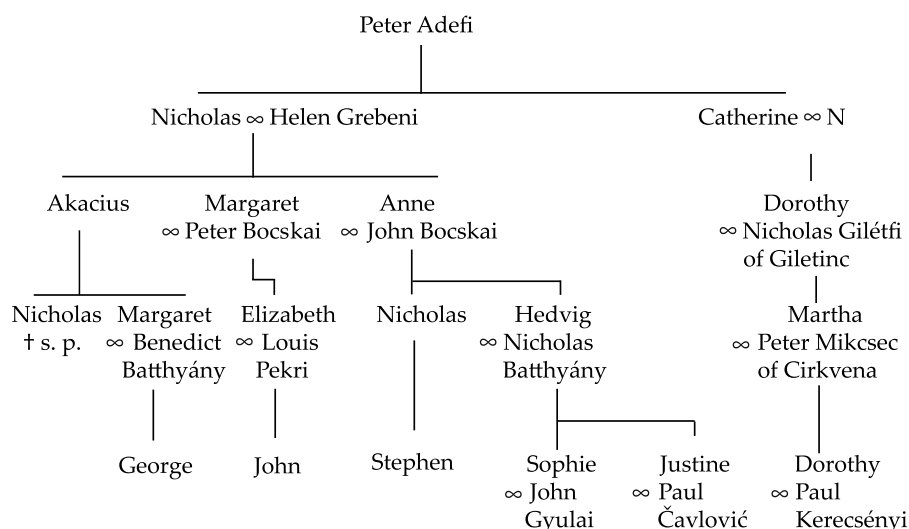 Peter Adefi
Nicholas ∞ Helen Grebeni
Catherine ∞ N
Akacius
Margaret
∞ Peter Bocskai
Anne
∞ John Bocskai
Dorothy
∞ Nicholas Gilétfi
of Giletinc
Nicholas
† s. p.
Margaret
∞ Benedict
Batthyány
Elizabeth
∞ Louis
Pekri
Nicholas
Hedvig
∞ Nicholas
Batthyány
Martha
∞ Peter Mikcsec
of Cirkvena
George
John
Stephen
Sophie
∞ John
Gyulai
Justine
∞ Paul
Čavlović
Dorothy
∞ Paul
Kerecsényi